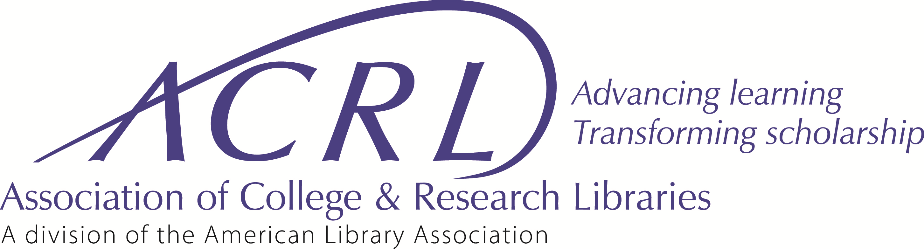 ACRL
Advancing learning
Transforming scholarship
Association of College & Research Libraries
A division of the American Library Association